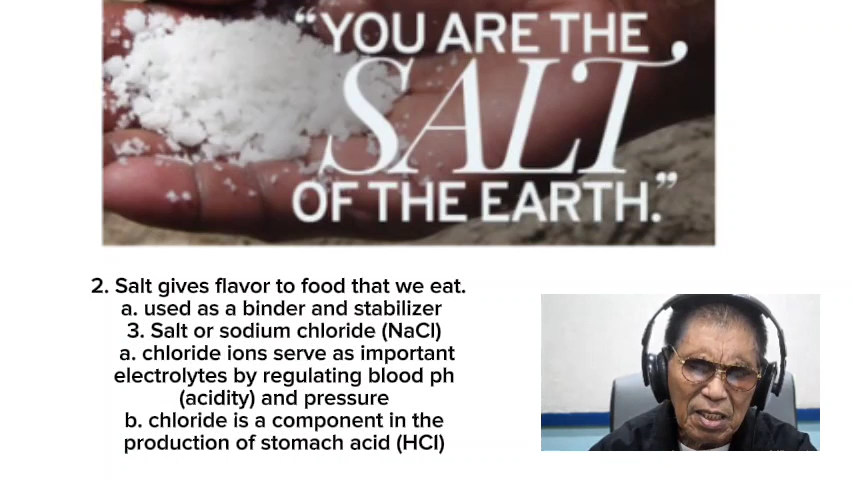 “YOU ARE THE
SALT
OF THE EARTH.”
2. Salt gives flavor to food that we eat.
a. used as a binder and stabilizer
3. Salt or sodium chloride (NaCl)
a. chloride ions serve as important
electrolytes by regulating blood ph
(acidity) and pressure
b. chloride is a component in the
production of stomach acid (HCl)